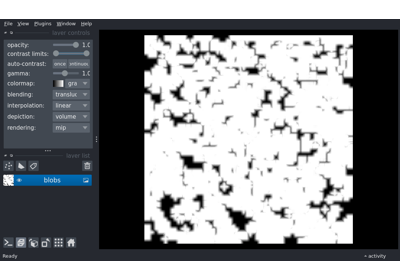 File View Plugins Window Help
layer controls
opacity: 1.0
contrast limits:
auto-contrast: once
gamma: 1.0
colormap: gra
blending: translu
interpolation: linear
depiction: volume
rendering: mip
layer list
blobs
Ready
activity